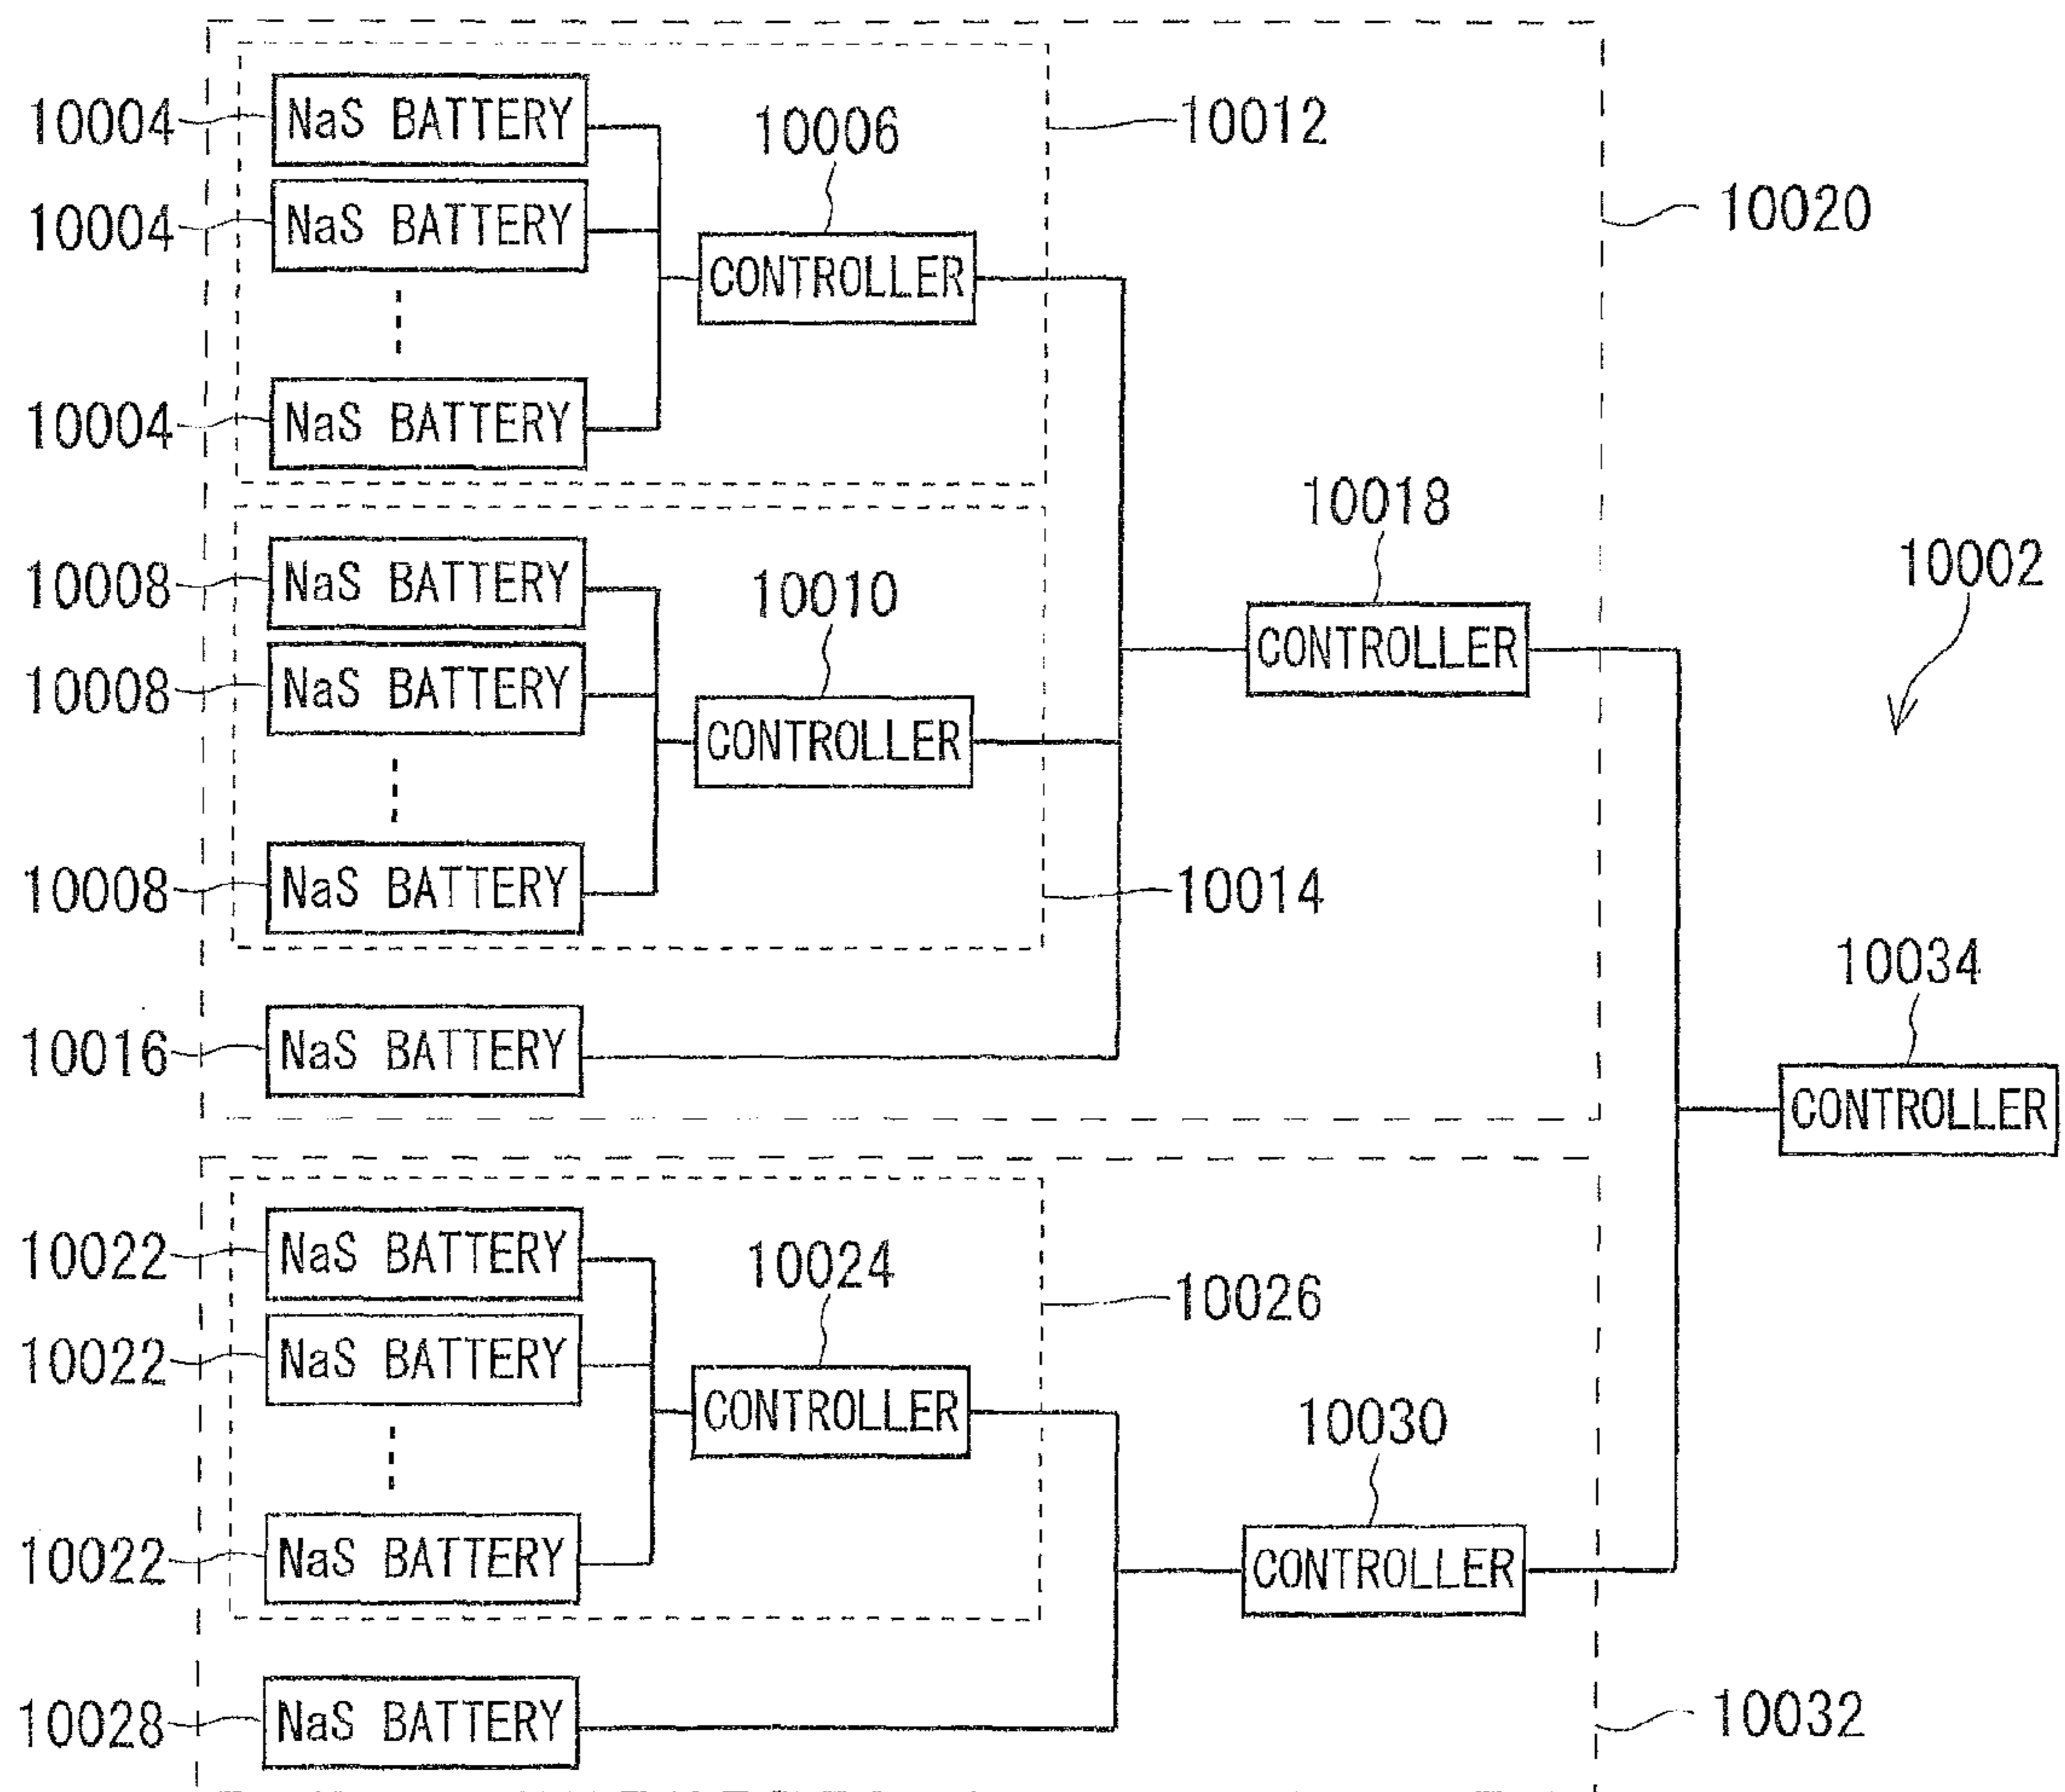 10004 NaS BATTERY
10006
10012
10004 NaS BATTERY
10020
CONTROLLER
10004 NaS BATTERY
10018
10008 NaS BATTERY
10010
10002
10008 NaS BATTERY
CONTROLLER
CONTROLLER
10008 NaS BATTERY
10014
10034
10016 NaS BATTERY
CONTROLLER
10022 NaS BATTERY
10024
10026
10022 NaS BATTERY
CONTROLLER
10030
10022 NaS BATTERY
CONTROLLER
10028 NaS BATTERY
10032